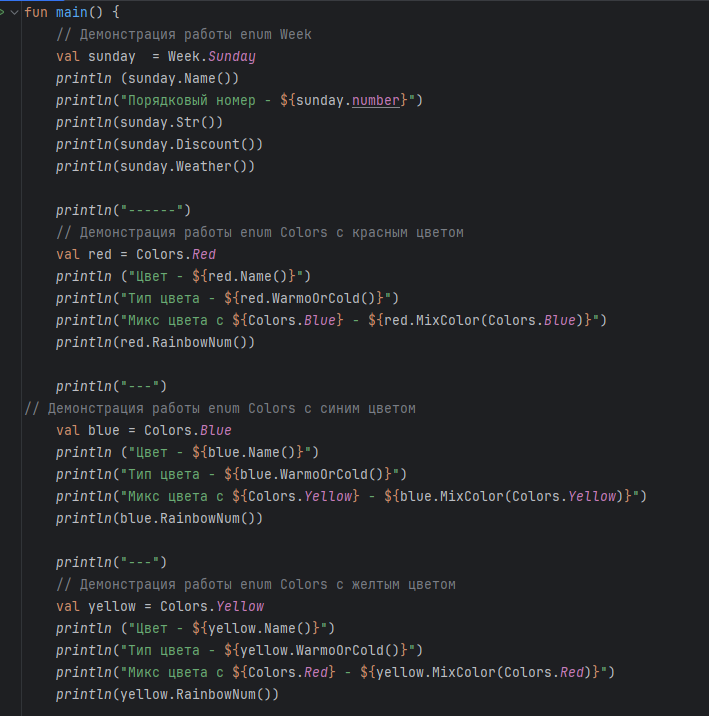 fun main() {
    // Демонстрация работы enum Week
    val sunday  = Week.Sunday
    println (sunday.Name())
    println("Порядковый номер - ${sunday.number}")
    println(sunday.Str())
    println(sunday.Discount())
    println(sunday.Weather())

    println("------")
    // Демонстрация работы enum Colors с красным цветом
    val red = Colors.Red
    println ("Цвет - ${red.Name()}")
    println("Тип цвета - ${red.WarmoOrCold()}")
    println("Микс цвета с ${Colors.Blue} - ${red.MixColor(Colors.Blue)}")
    println(red.RainbowNum())

    println("---")
// Демонстрация работы enum Colors с синим цветом
    val blue = Colors.Blue
    println ("Цвет - ${blue.Name()}")
    println("Тип цвета - ${blue.WarmoOrCold()}")
    println("Микс цвета с ${Colors.Yellow} - ${blue.MixColor(Colors.Yellow)}")
    println(blue.RainbowNum())

    println("---")
    // Демонстрация работы enum Colors с желтым цветом
    val yellow = Colors.Yellow
    println ("Цвет - ${yellow.Name()}")
    println("Тип цвета - ${yellow.WarmoOrCold()}")
    println("Микс цвета с ${Colors.Red} - ${yellow.MixColor(Colors.Red)}")
    println(yellow.RainbowNum())